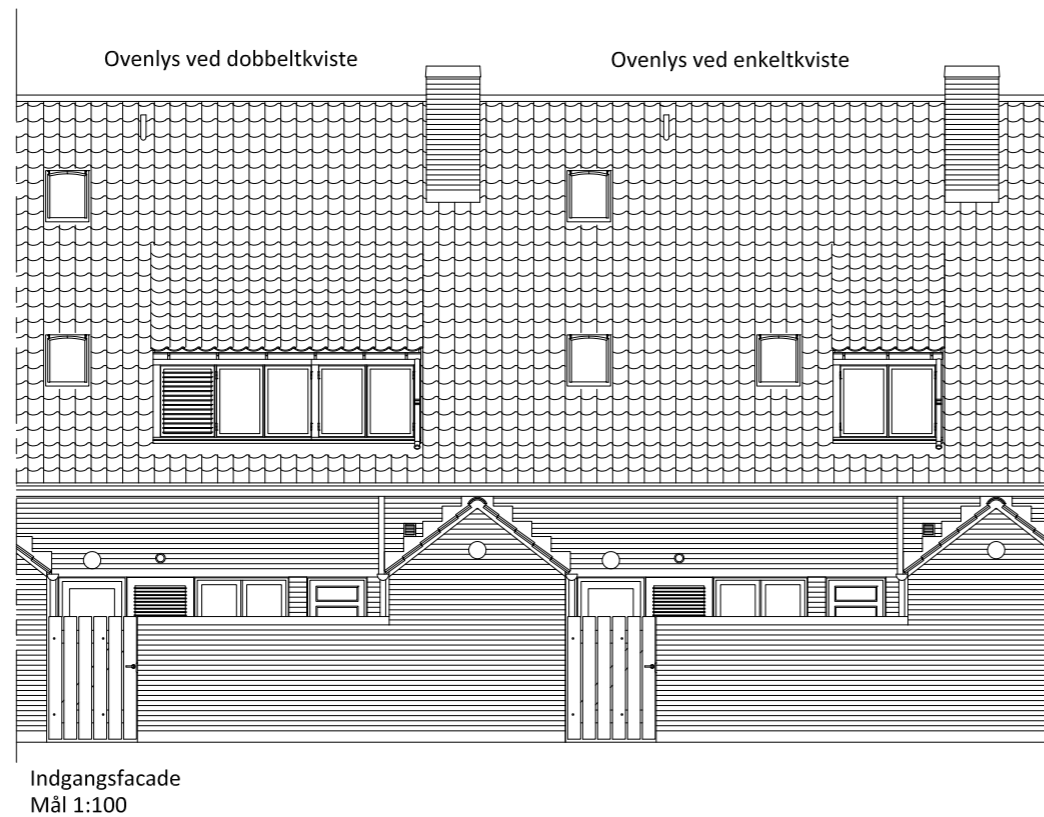 Ovenlys ved dobbeltkviste
Ovenlys ved enkeltkviste
Indgangsfacade
Mål 1:100